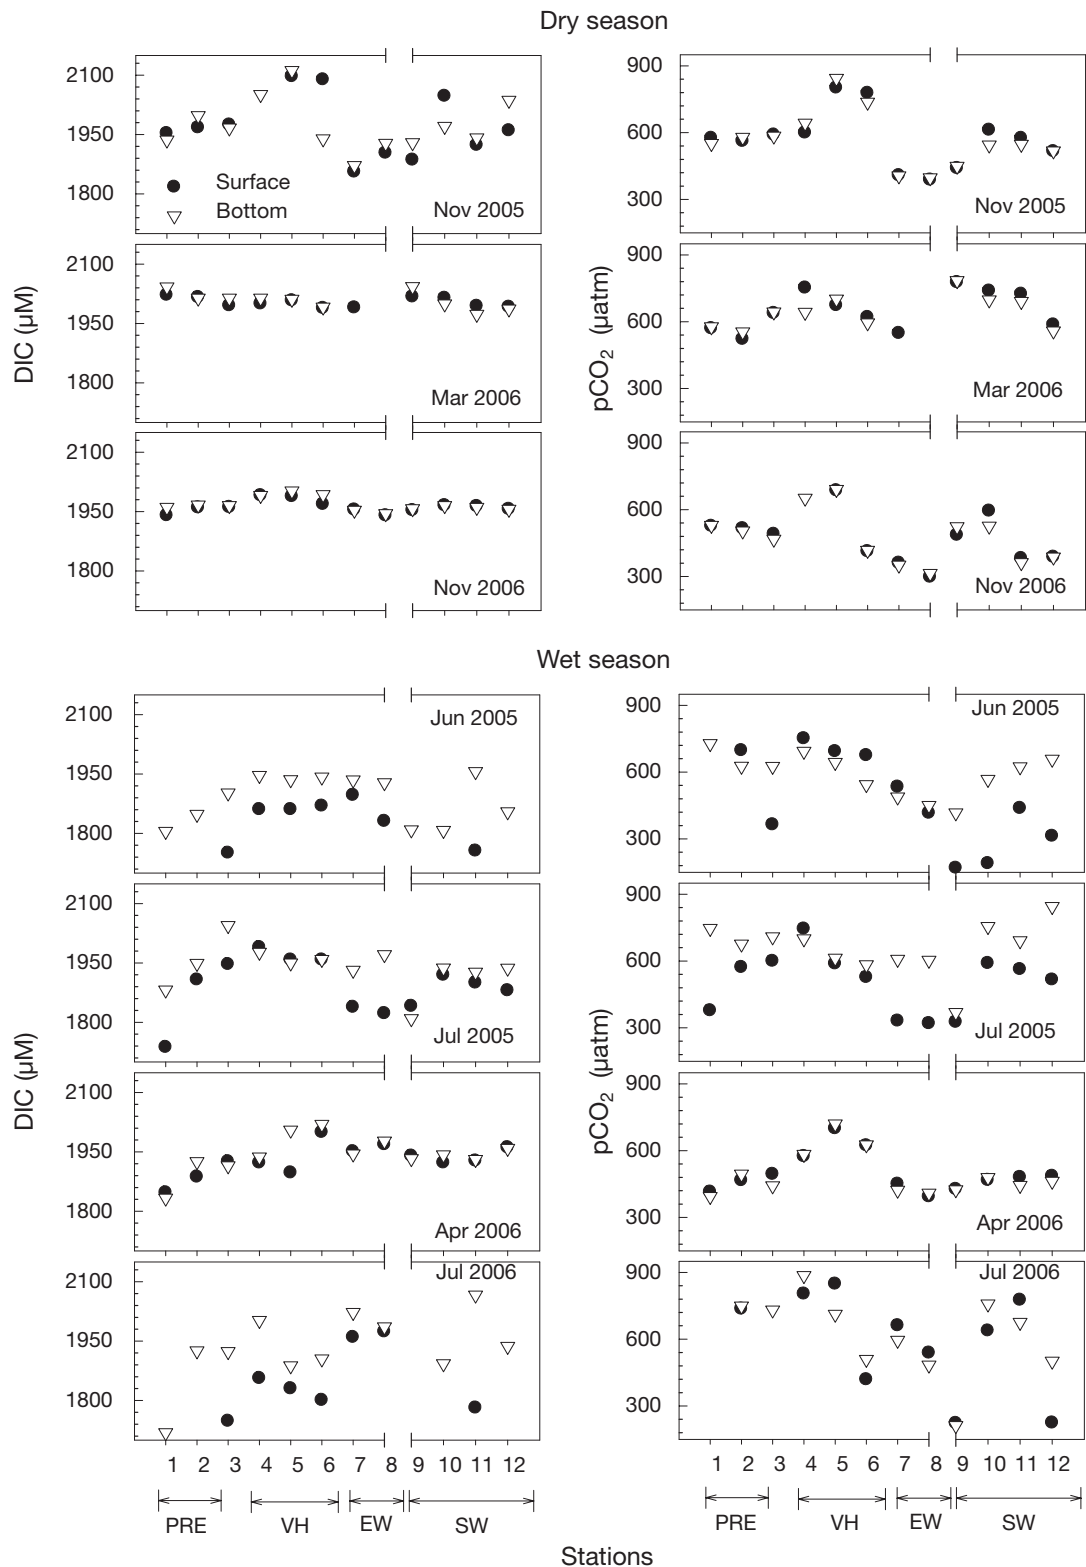 Dry season
2100
1950
1800
Surface
Bottom
Nov 2005
900
600
300
Nov 2005
2100
1950
1800
Mar 2006
900
600
300
Mar 2006
2100
1950
1800
Nov 2006
900
600
300
Nov 2006
DIC (µM)
pCO₂ (µatm)
Wet season
2100
1950
1800
Jun 2005
900
600
300
Jun 2005
2100
1950
1800
Jul 2005
900
600
300
Jul 2005
2100
1950
1800
Apr 2006
900
600
300
Apr 2006
2100
1950
1800
Jul 2006
900
600
300
Jul 2006
DIC (µM)
pCO₂ (µatm)
1 2 3 4 5 6 7 8 9 10 11 12
1 2 3 4 5 6 7 8 9 10 11 12
PRE VH EW SW
PRE VH EW SW
Stations